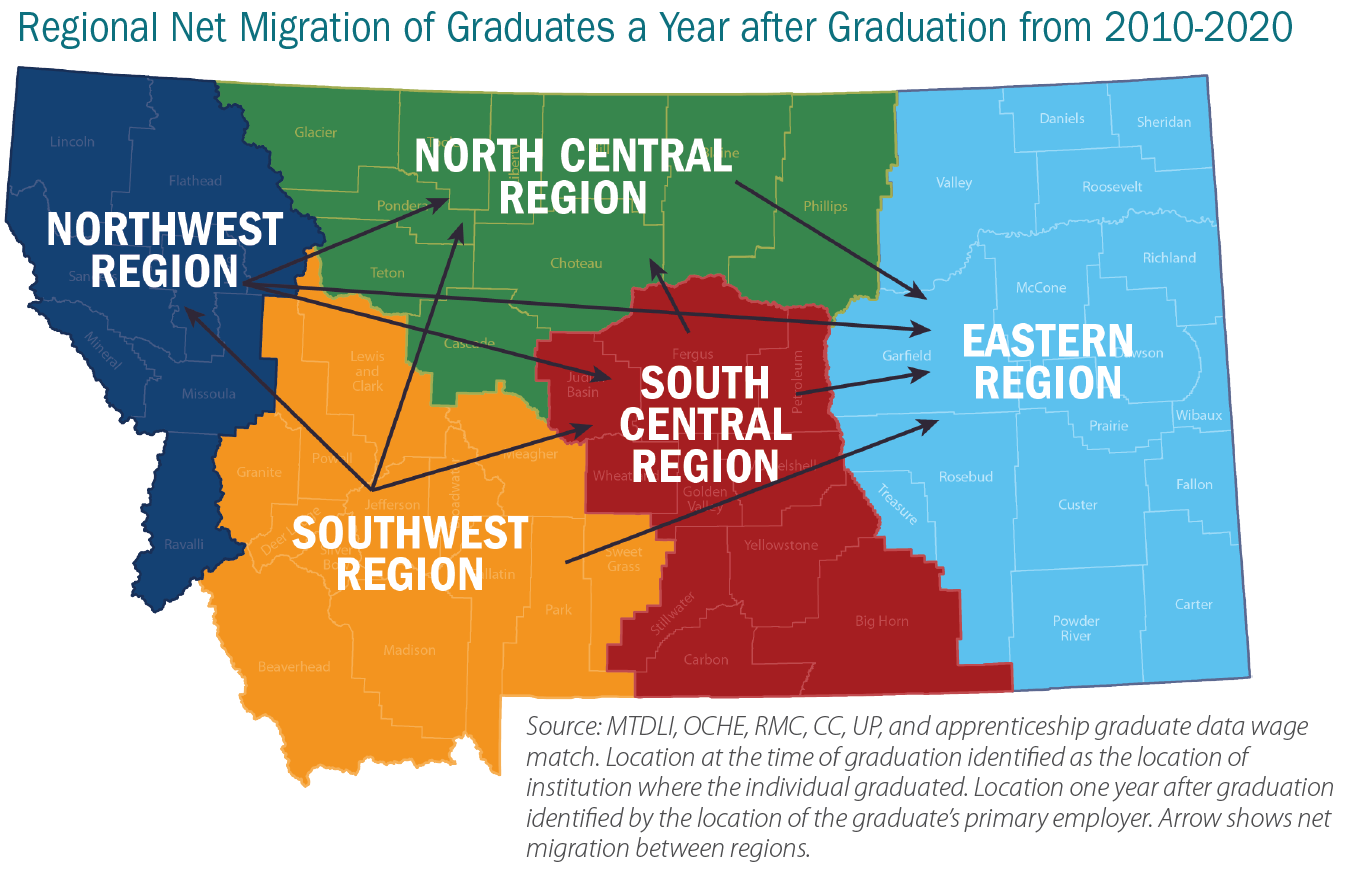 Regional Net Migration of Graduates a Year after Graduation from 2010-2020
Lincoln
Flathead
Glacier
Daniels
Sheridan
NORTH CENTRAL
REGION
Valley
Roosevelt
Pondera
Phillips
NORTHWEST
REGION
Teton
Choteau
McCone
Richland
Mineral
Cascade
Lewis
and
Clark
Fergus
Petroleum
Garfield
EASTERN
REGION
Missoula
Judith
Basin
SOUTH
CENTRAL
REGION
Prairie
Wibaux
Granite
Powell
Meagher
Golden
Valley
Treasure
Rosebud
Fallon
Jefferson
Custer
SOUTHWEST
REGION
Ravalli
Sweet
Grass
Yellowstone
Park
Stillwater
Big Horn
Powder
River
Carter
Beaverhead
Madison
Carbon
Source: MTDLI, OCHE, RMC, CC, UP, and apprenticeship graduate data wage
match. Location at the time of graduation identified as the location of
institution where the individual graduated. Location one year after graduation
identified by the location of the graduate's primary employer. Arrow shows net
migration between regions.